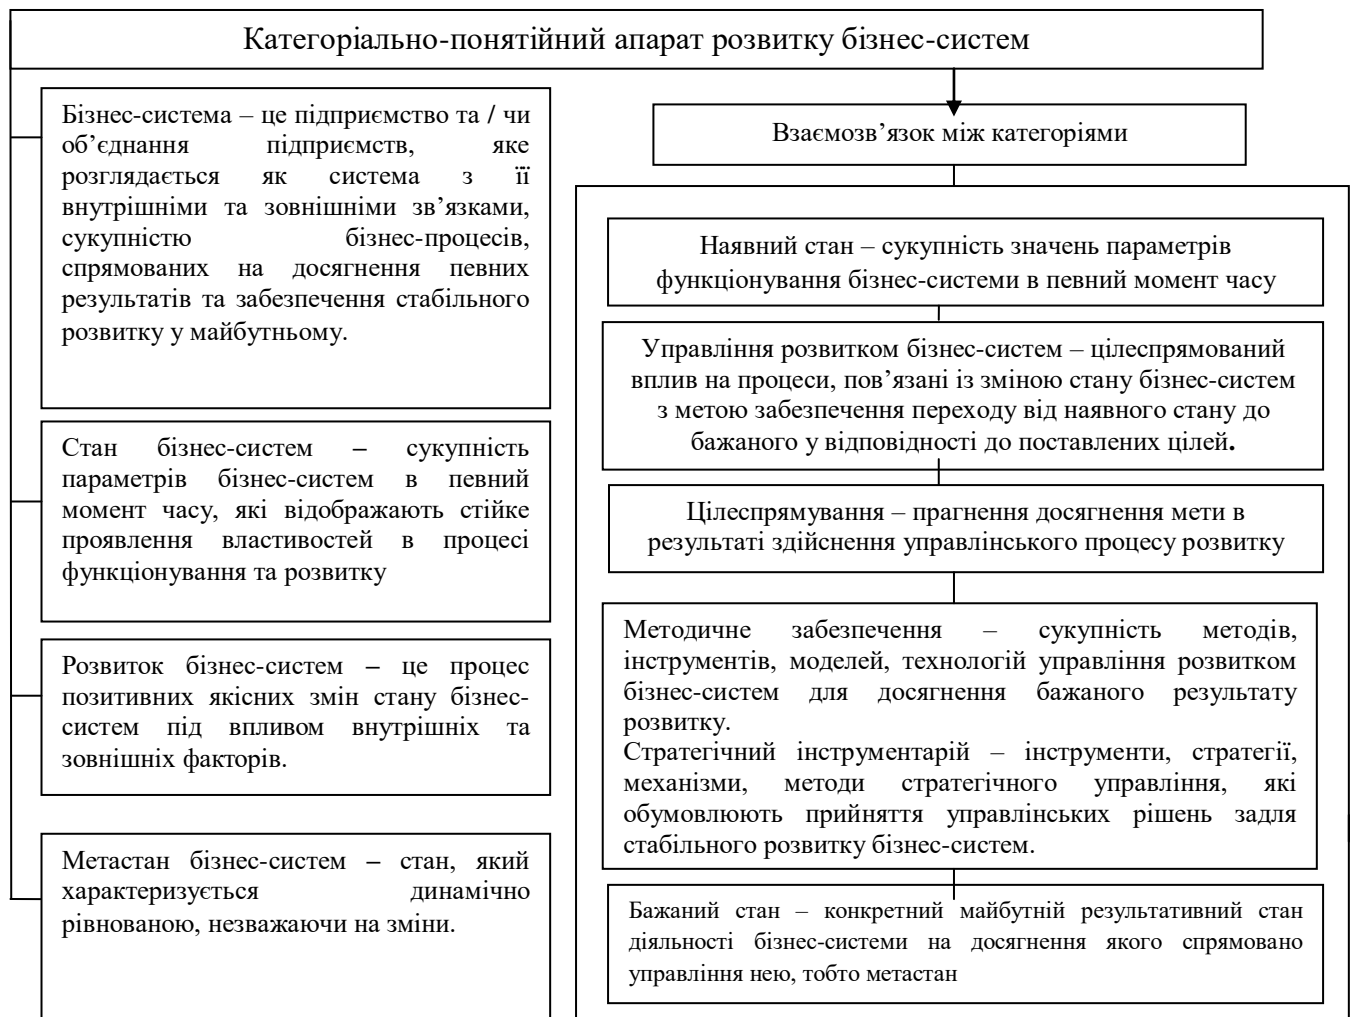 Категоріально-понятійний апарат розвитку бізнес-систем
Бізнес-система – це підприємство та / чи
об’єднання підприємств, яке
розглядається як система з її
внутрішніми та зовнішніми зв’язками,
сукупністю бізнес-процесів,
спрямованих на досягнення певних
результатів та забезпечення стабільного
розвитку у майбутньому.
Стан бізнес-систем – сукупність
параметрів бізнес-систем в певний
момент часу, які відображають стійке
проявлення властивостей в процесі
функціонування та розвитку
Розвиток бізнес-систем – це процес
позитивних якісних змін стану бізнес-
систем під впливом внутрішніх та
зовнішніх факторів.
Метастан бізнес-систем – стан, який
характеризується динамічно
рівнованою, незважаючи на зміни.
Взаємозв’язок між категоріями
Наявний стан – сукупність значень параметрів
функціонування бізнес-системи в певний момент часу
Управління розвитком бізнес-систем – цілеспрямований
вплив на процеси, пов’язані із зміною стану бізнес-систем
з метою забезпечення переходу від наявного стану до
бажаного у відповідності до поставлених цілей.
Цілеспрямування – прагнення досягнення мети в
результаті здійснення управлінського процесу розвитку
Методичне забезпечення – сукупність методів,
інструментів, моделей, технологій управління розвитком
бізнес-систем для досягнення бажаного результату
розвитку.
Стратегічний інструментарій – інструменти, стратегії,
механізми, методи стратегічного управління, які
обумовлюють прийняття управлінських рішень задля
стабільного розвитку бізнес-систем.
Бажаний стан – конкретний майбутній результативний стан
діяльності бізнес-системи на досягнення якого спрямовано
управління нею, тобто метастан